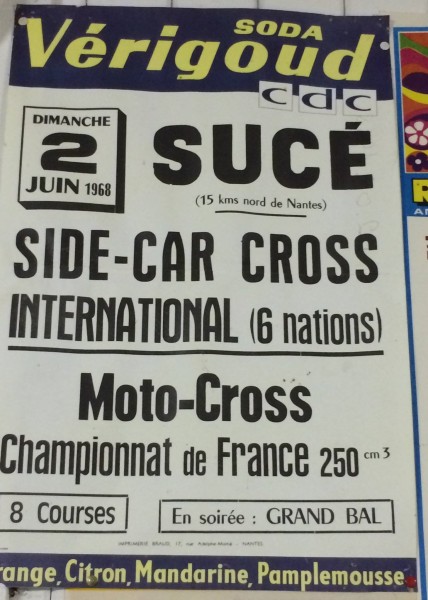 SODA
Vérigoud
cdc
DIMANCHE
2
JUIN 1968
SUCÉ
(15 kms nord de Nantes)
SIDE-CAR CROSS
INTERNATIONAL (6 nations)
Moto-Cross
Championnat de France 250 cm3
8 Courses
En soirée : GRAND BAL
range, Citron, Mandarine, Pamplemousse